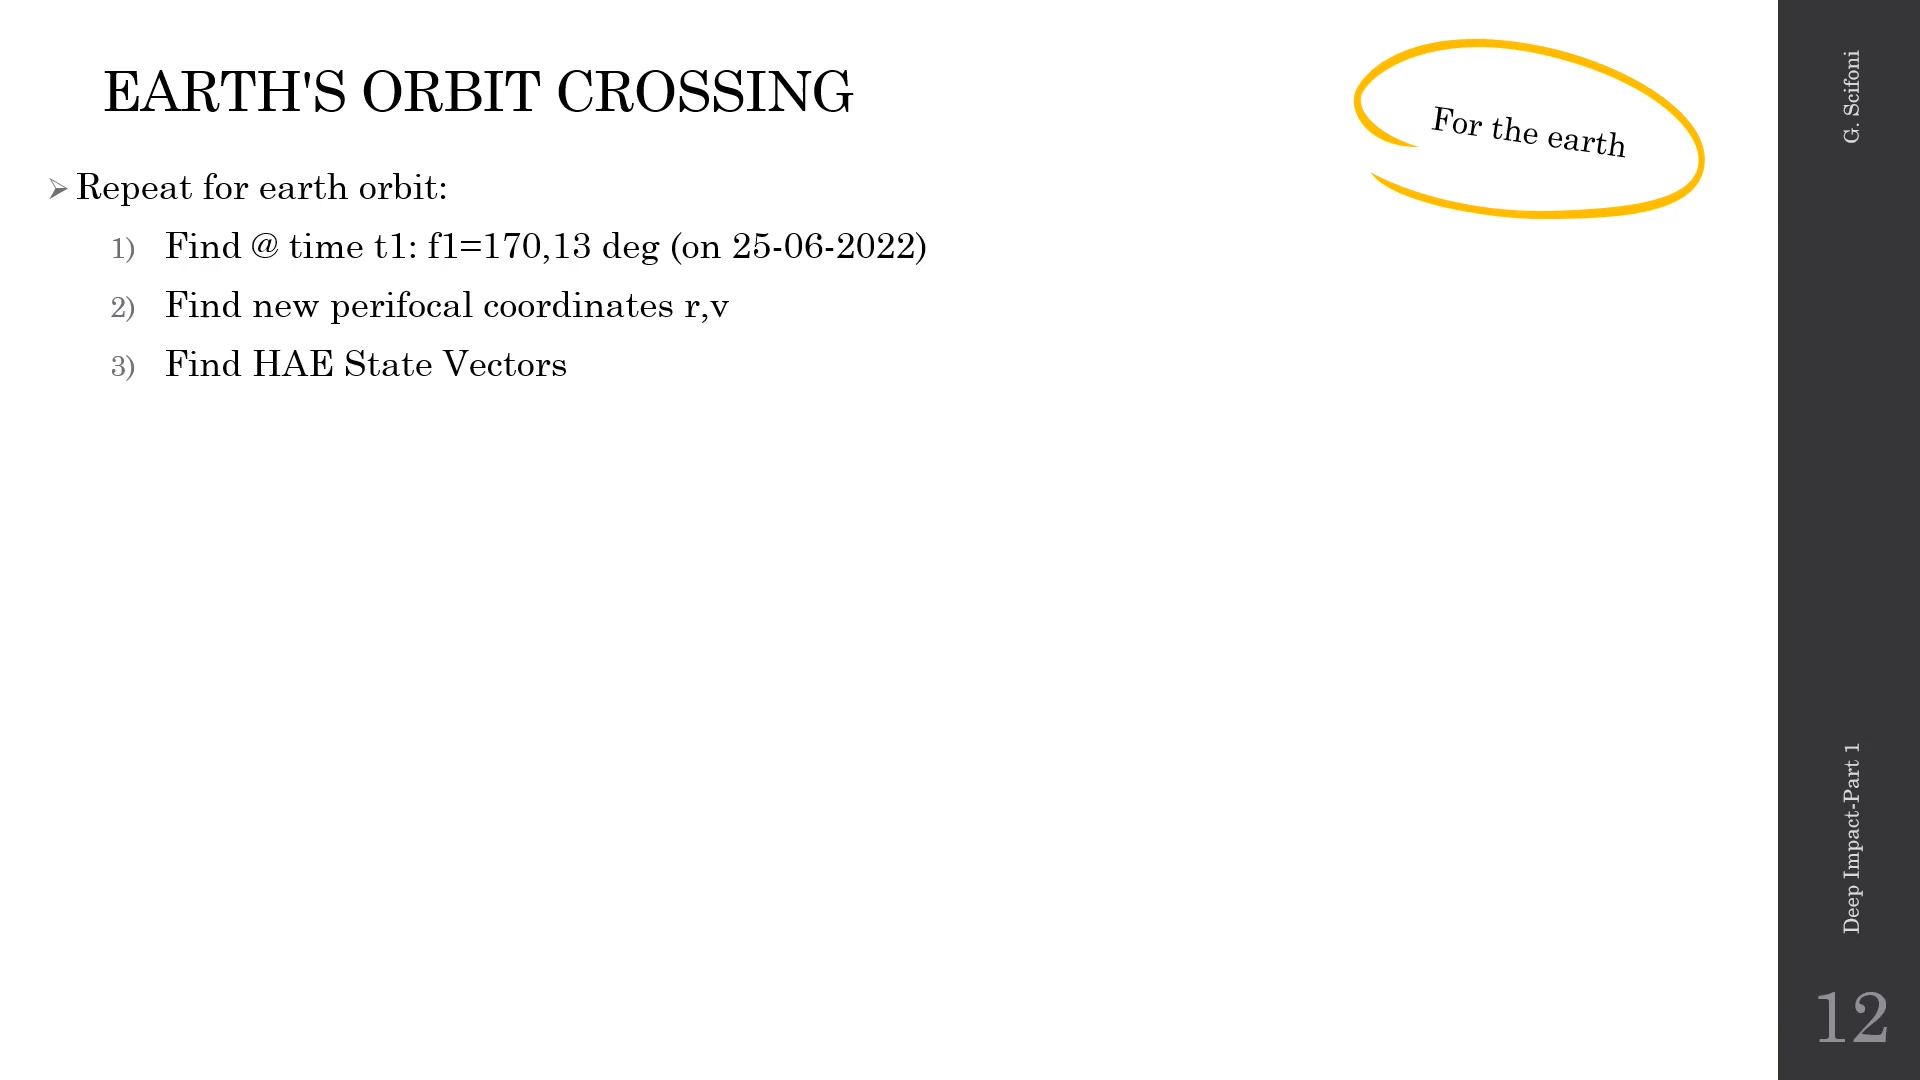 EARTH'S ORBIT CROSSING
For the earth
➢ Repeat for earth orbit:
1) Find @ time t1: f1=170,13 deg (on 25-06-2022)
2) Find new perifocal coordinates r,v
3) Find HAE State Vectors
G. Scifoni
Deep Impact-Part 1
12